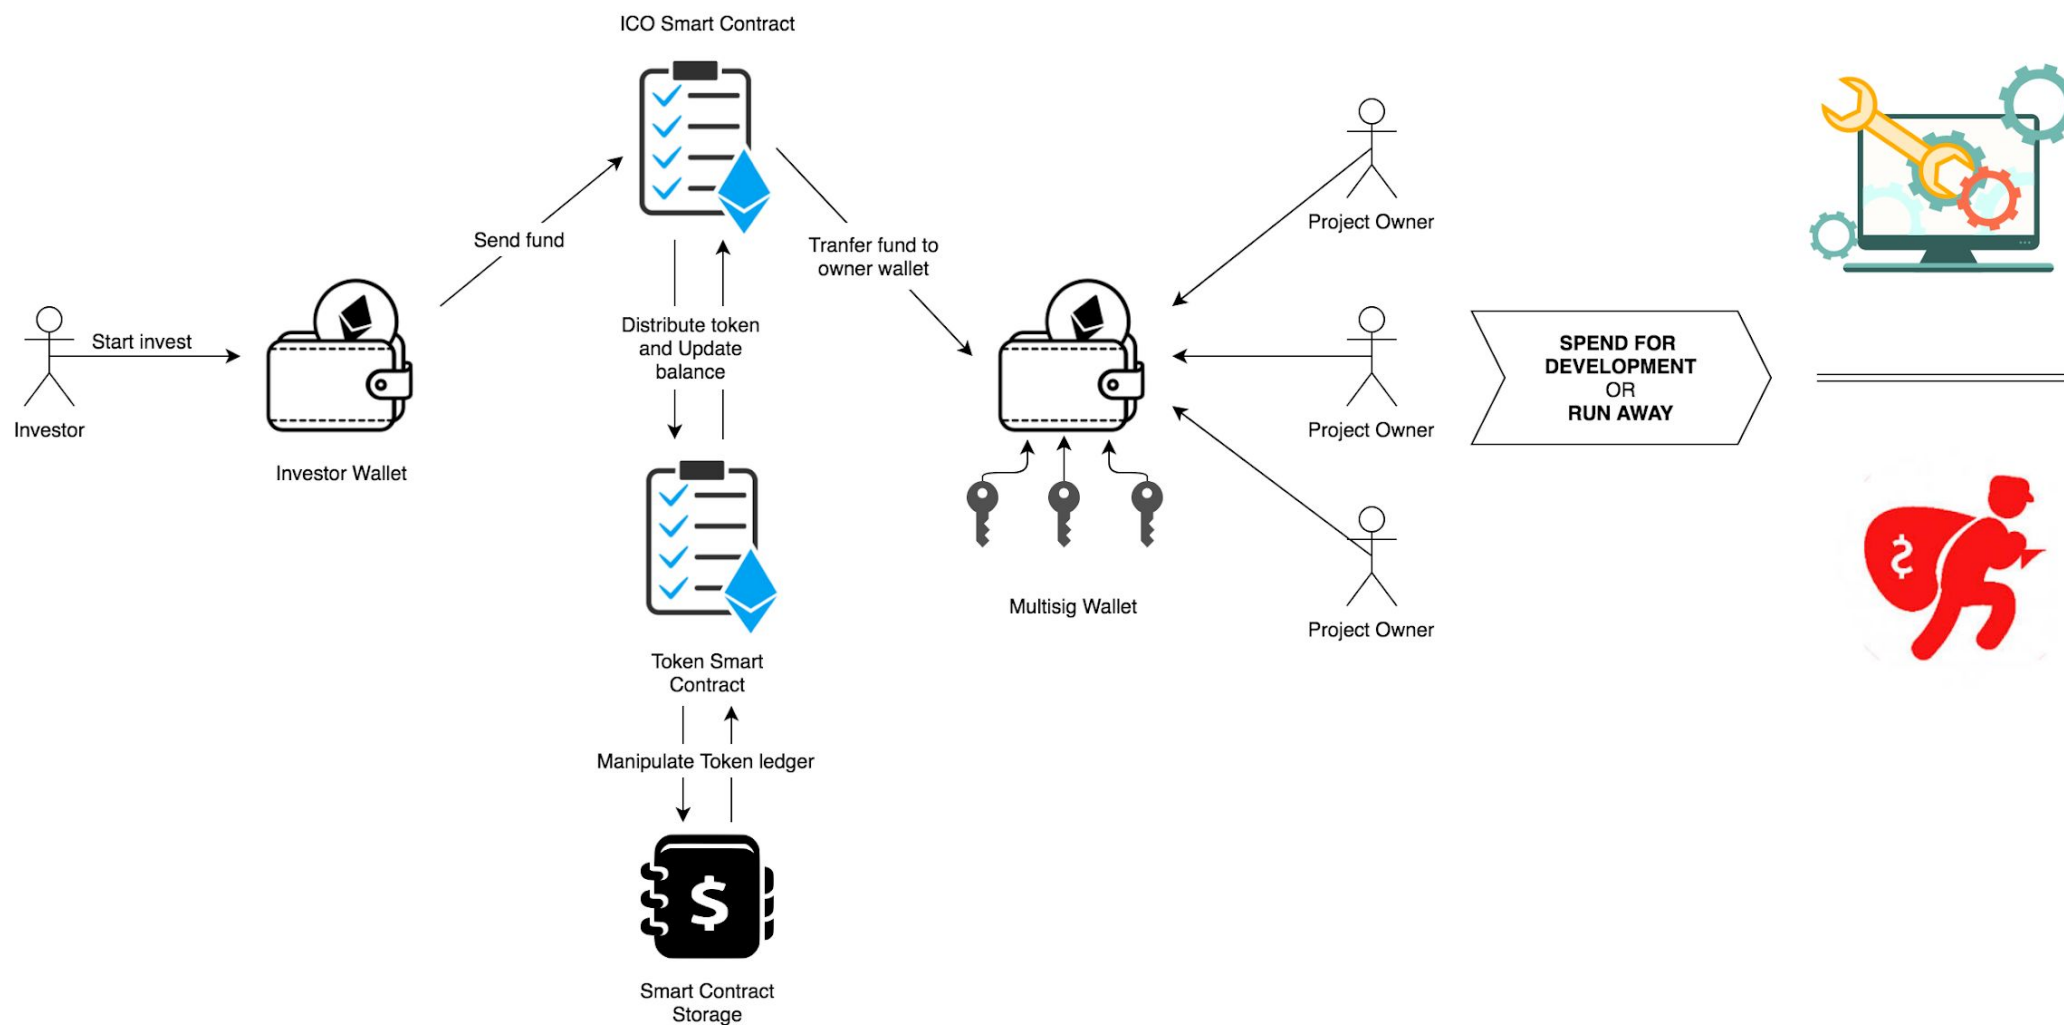 ICO Smart Contract
Send fund
Tranfer fund to
owner wallet
Start invest
Investor
Investor Wallet
Distribute token
and Update
balance
Token Smart
Contract
Manipulate Token ledger
$
Smart Contract
Storage
Multisig Wallet
Project Owner
Project Owner
Project Owner
SPEND FOR
DEVELOPMENT
OR
RUN AWAY
$